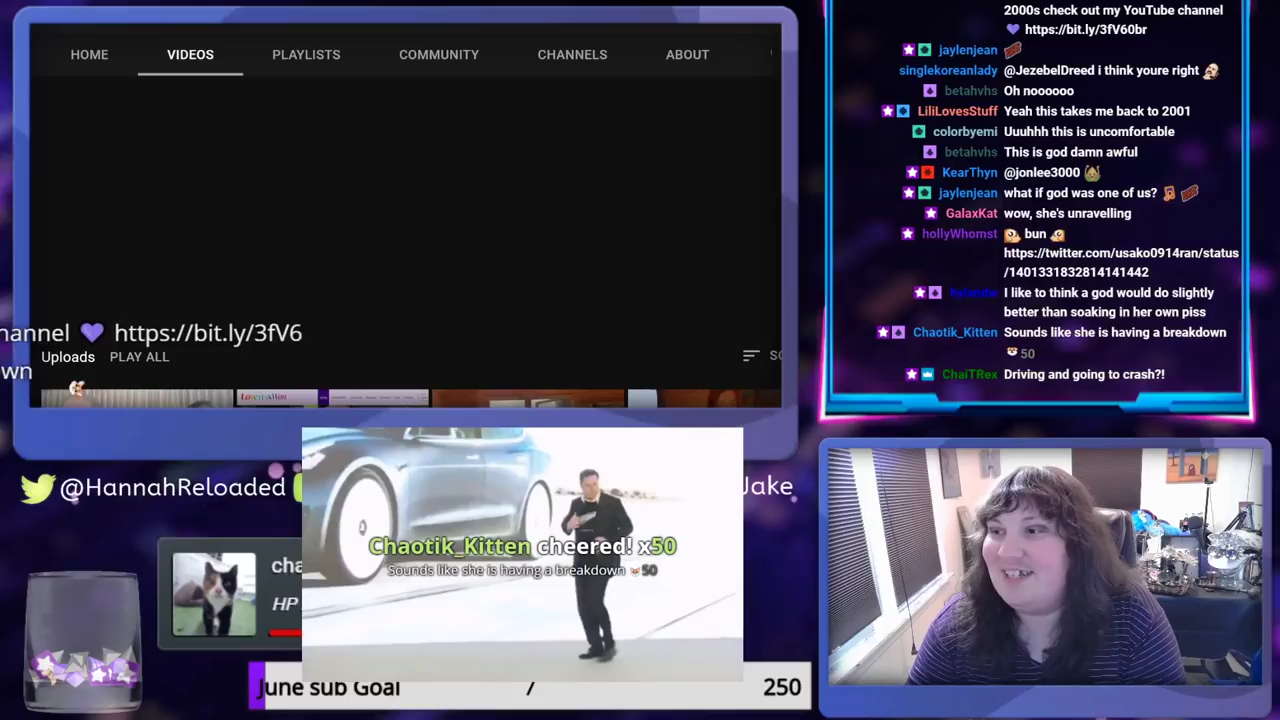 HOME VIDEOS PLAYLISTS COMMUNITY CHANNELS ABOUT
hannel 💜 https://bit.ly/3fV6
own
Uploads PLAY ALL
SO
LoveHasWon
@HannahReloaded
Jake
cha
HP
Chaotik_Kitten cheered! x50
Sounds like she is having a breakdown 50
June sub Goal / 250
2000s check out my YouTube channel
💜 https://bit.ly/3fV60br
jaylenjean
singlekoreanlady @JezebelDreed i think youre right
betahvhs Oh noooooo
LiliLovesStuff Yeah this takes me back to 2001
colorbyemi Uuuhhh this is uncomfortable
betahvhs This is god damn awful
KearThyn @jonlee3000
jaylenjean what if god was one of us?
GalaxKat wow, she's unravelling
hollyWhomst bun
https://twitter.com/usako0914ran/status
/1401331832814141442
I like to think a god would do slightly
better than soaking in her own piss
Chaotik_Kitten Sounds like she is having a breakdown
50
ChaiTRex Driving and going to crash?!